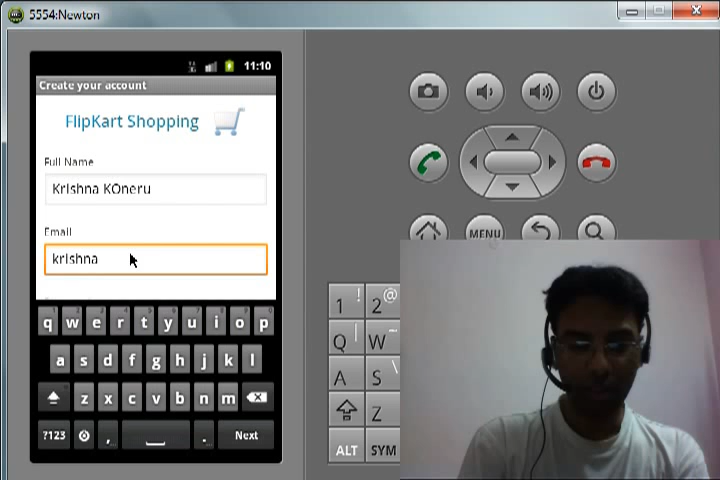 5554:Newton
11:10
Create your account
FlipKart Shopping
Full Name
Krishna KOneru
Email
krishna
q w e r t y u i o p
a s d f g h j k l
z x c v b n m
?123 , . Next
MENU
1 ! 2 @
Q | W ~
A S \
Z
ALT SYM